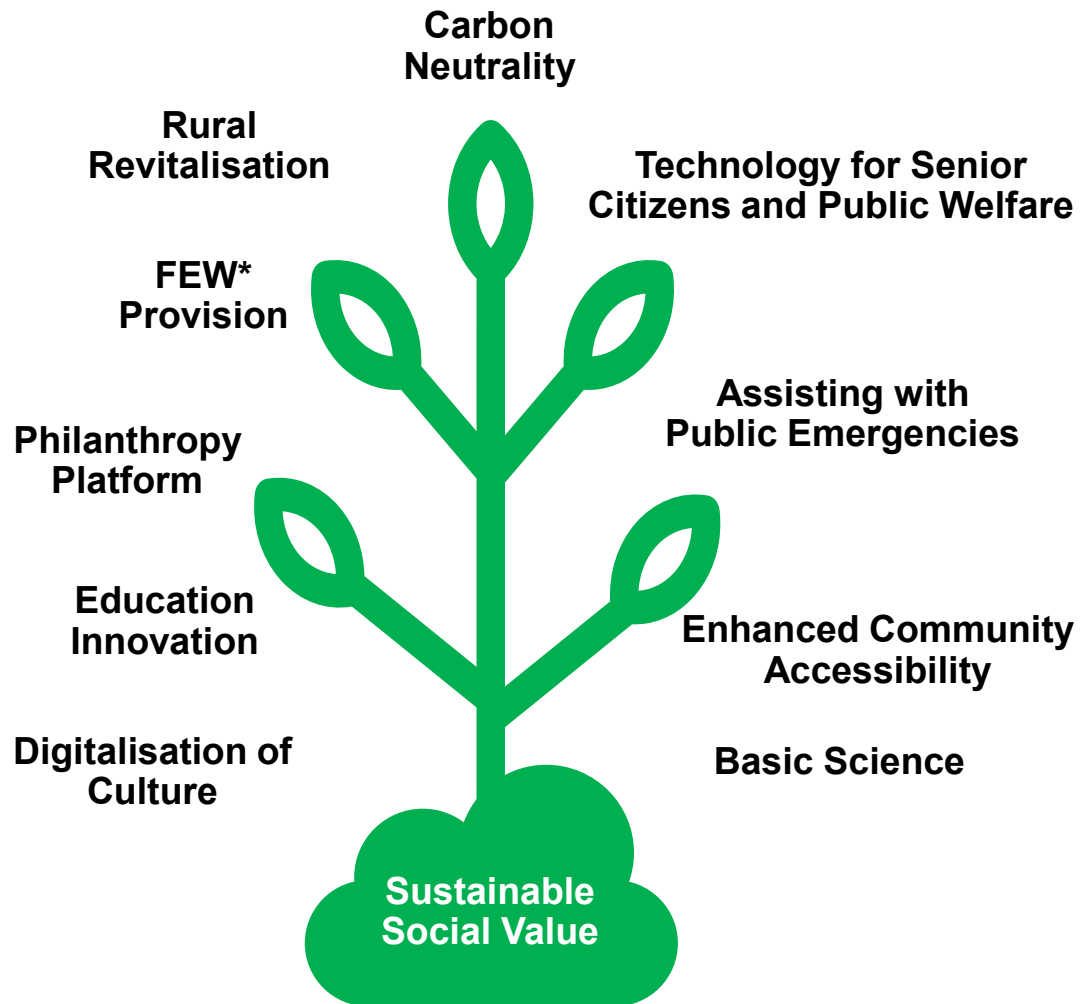 Carbon
Neutrality
Rural
Revitalisation
Technology for Senior
Citizens and Public Welfare
FEW*
Provision
Assisting with
Public Emergencies
Philanthropy
Platform
Education
Innovation
Enhanced Community
Accessibility
Digitalisation of
Culture
Basic Science
Sustainable
Social Value